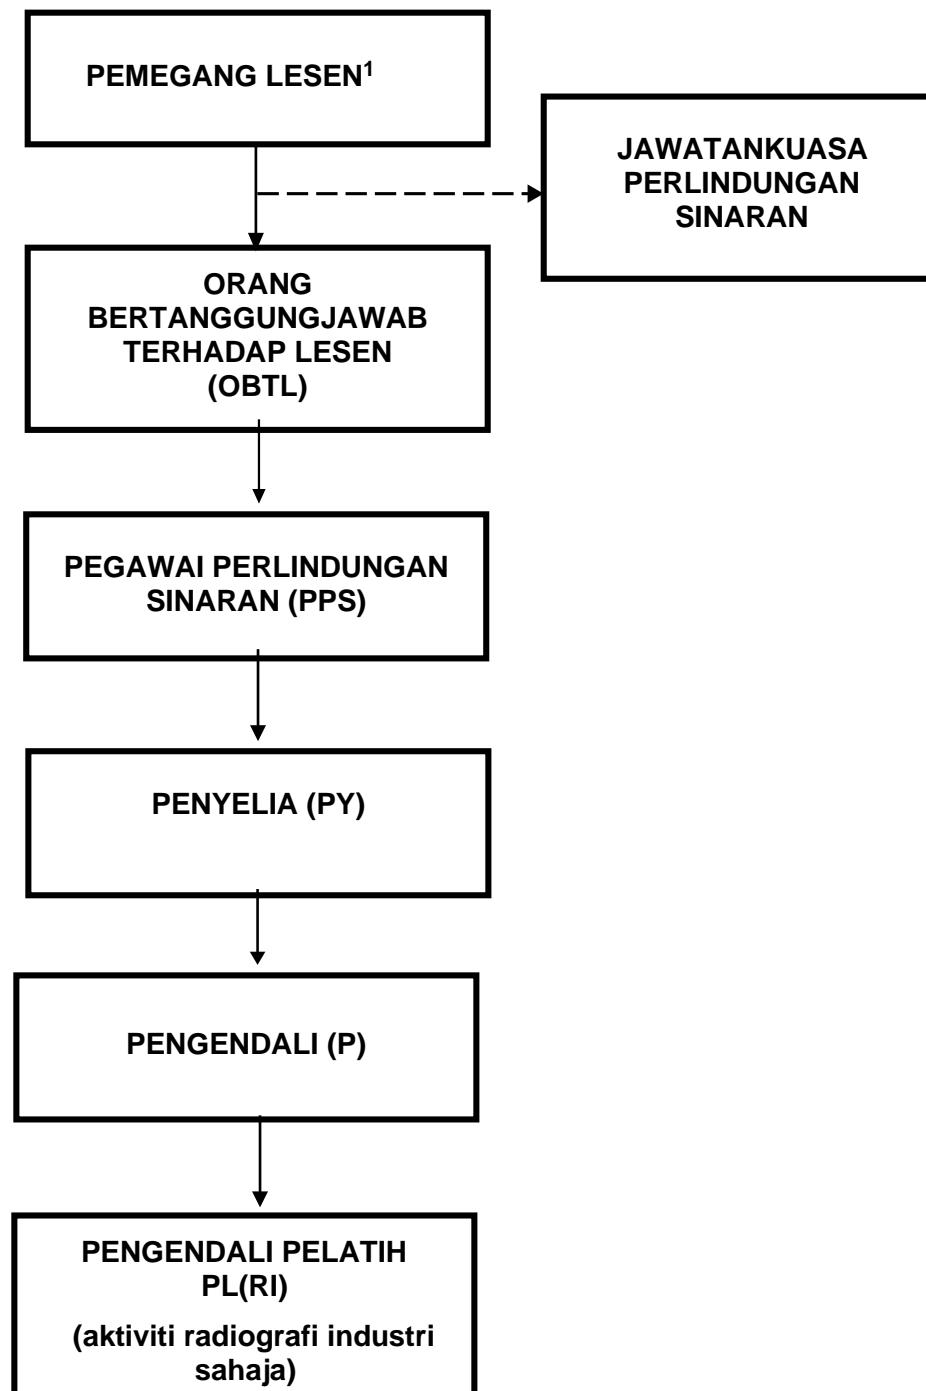 PEMEGANG LESEN¹
JAWATANKUASA
PERLINDUNGAN
SINARAN
ORANG
BERTANGGUNGJAWAB
TERHADAP LESEN
(OBTL)
PEGAWAI PERLINDUNGAN
SINARAN (PPS)
PENYELIA (PY)
PENGENDALI (P)
PENGENDALI PELATIH
PL(RI)
(aktiviti radiografi industri
sahaja)